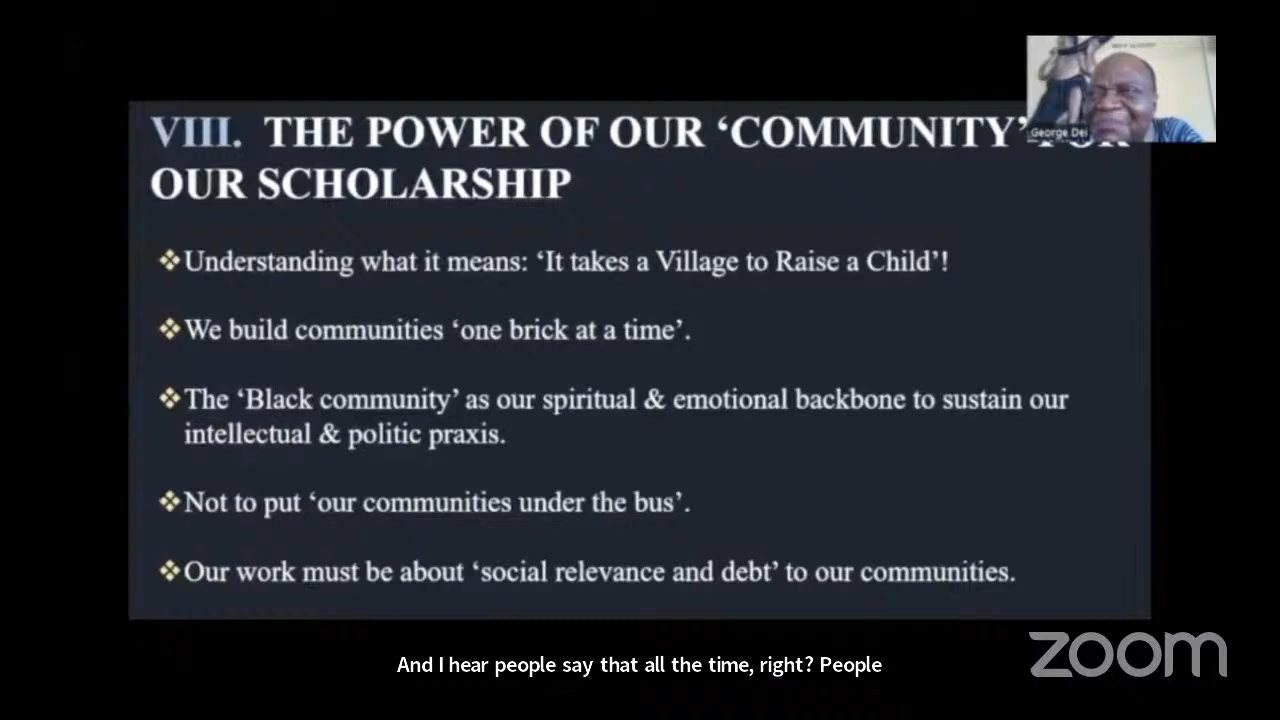 VIII. THE POWER OF OUR ‘COMMUNITY’
OUR SCHOLARSHIP
George Dei
❖Understanding what it means: ‘It takes a Village to Raise a Child’!
❖We build communities ‘one brick at a time’.
❖The ‘Black community’ as our spiritual & emotional backbone to sustain our
intellectual & politic praxis.
❖Not to put ‘our communities under the bus’.
❖Our work must be about ‘social relevance and debt’ to our communities.
And I hear people say that all the time, right? People
zoom